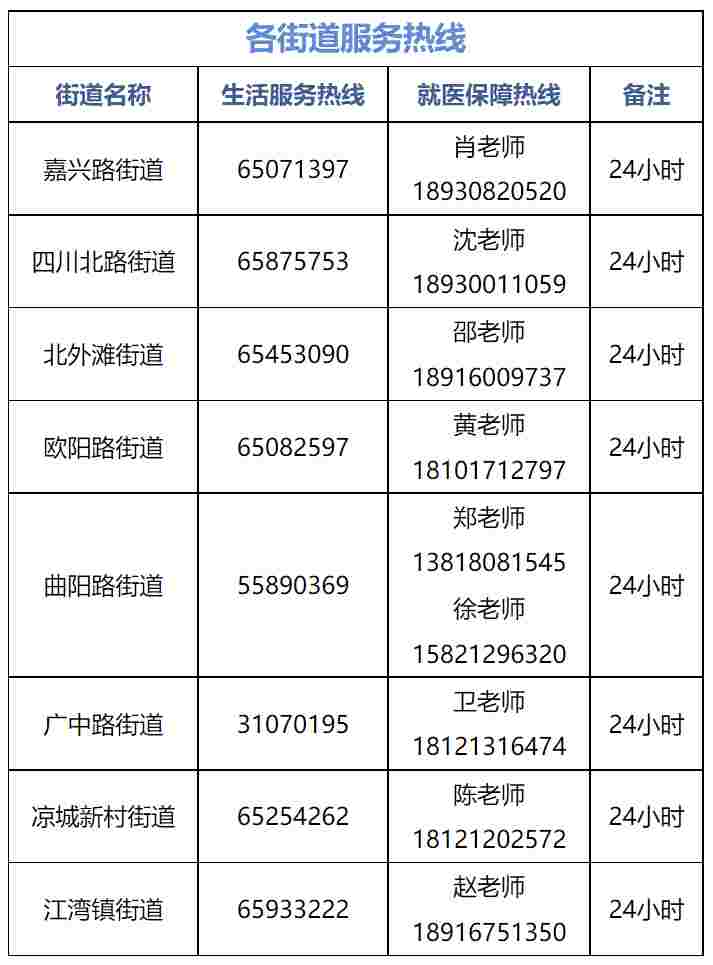 各街道服务热线
街道名称 生活服务热线 就医保障热线 备注
嘉兴路街道 65071397 肖老师 18930820520 24小时
四川北路街道 65875753 沈老师 18930011059 24小时
北外滩街道 65453090 邵老师 18916009737 24小时
欧阳路街道 65082597 黄老师 18101712797 24小时
曲阳路街道 55890369 郑老师 13818081545 徐老师 15821296320 24小时
广中路街道 31070195 卫老师 18121316474 24小时
凉城新村街道 65254262 陈老师 18121202572 24小时
江湾镇街道 65933222 赵老师 18916751350 24小时